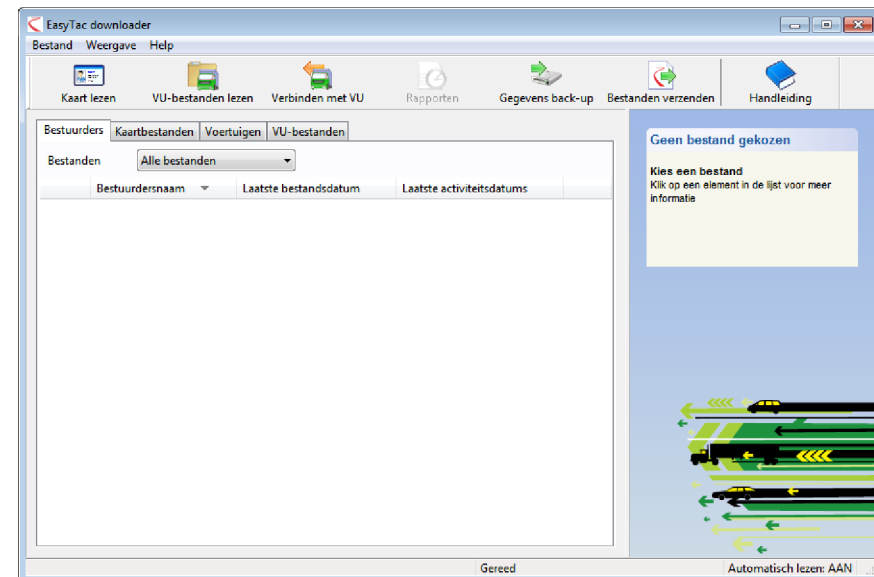 EasyTac downloader
Bestand Weergave Help
Kaart lezen VU-bestanden lezen Verbinden met VU Rapporten Gegevens back-up Bestanden verzenden Handleiding
Bestuurders Kaartbestanden Voertuigen VU-bestanden
Bestanden Alle bestanden
Bestuurdersnaam Laatste bestandsdatum Laatste activiteitsdatums
Geen bestand gekozen
Kies een bestand
Klik op een element in de lijst voor meer
informatie
Gereed Automatisch lezen: AAN